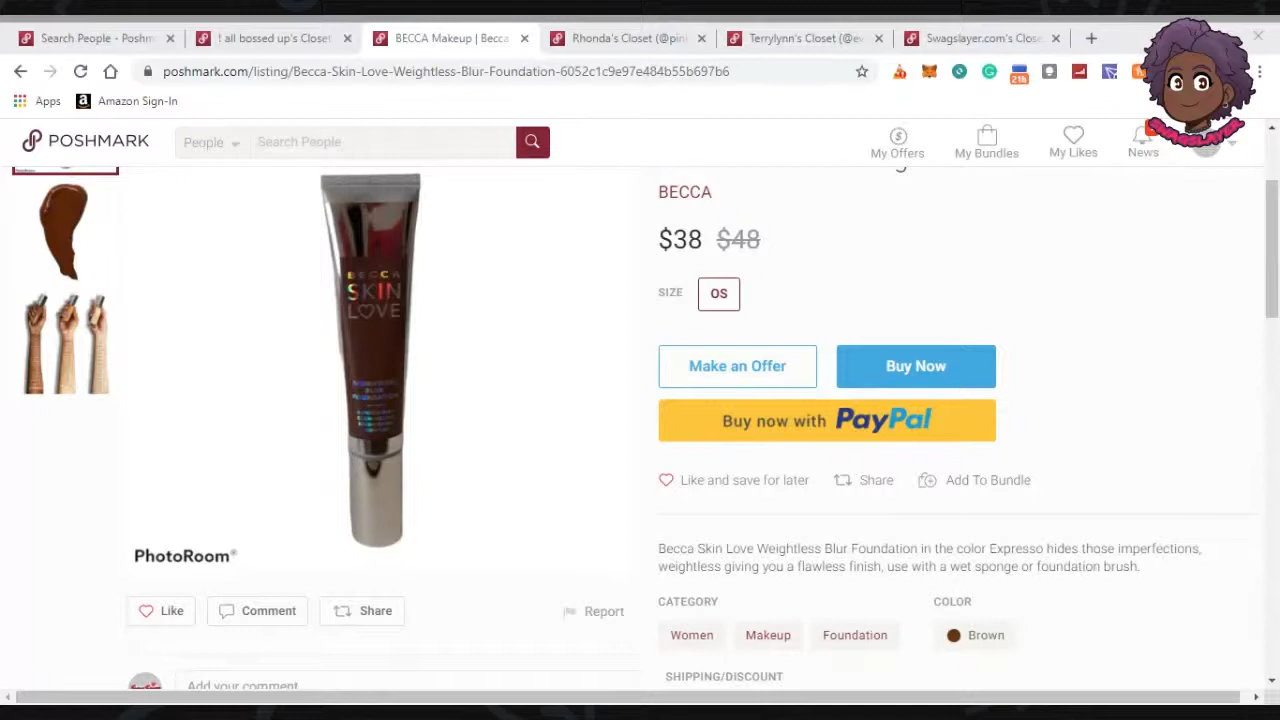 Search People - Poshm
! all bossed up's Closet
BECCA Makeup | Becca
Rhonda's Closet (@pin
Terrylynn's Closet (@ev
Swagslayer.com's Close
poshmark.com/listing/Becca-Skin-Love-Weightless-Blur-Foundation-6052c1c9e97e484b55b697b6
218
Apps
Amazon Sign-In
SWAGSLAYER
POSHMARK
People
Search People
My Offers
My Bundles
My Likes
News
BECCA
$38 $48
SIZE
OS
Make an Offer
Buy Now
Buy now with PayPal
Like and save for later
Share
Add To Bundle
BECCA
SKIN
LOVE
PhotoRoom®
Like
Comment
Share
Report
Add your comment
Becca Skin Love Weightless Blur Foundation in the color Expresso hides those imperfections,
weightless giving you a flawless finish, use with a wet sponge or foundation brush.
CATEGORY
COLOR
Women
Makeup
Foundation
Brown
SHIPPING/DISCOUNT